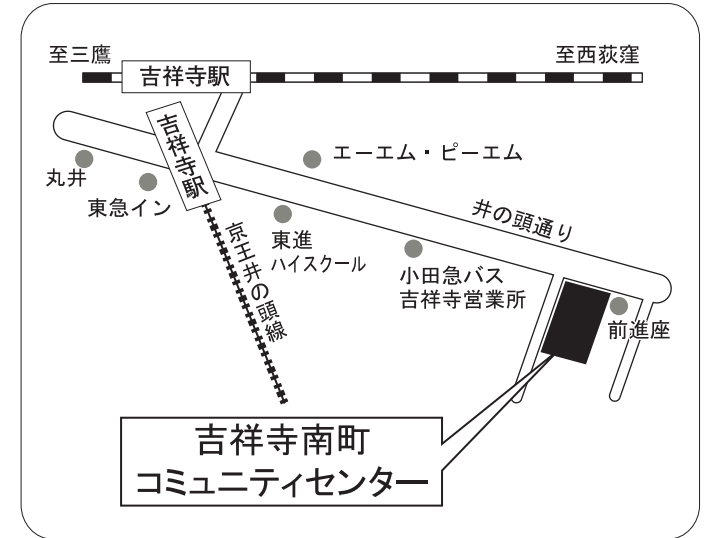 至三鷹
至西荻窪
吉祥寺駅
吉祥寺駅
エーエム・ピーエム
丸井
東急イン
井の頭通り
東進
ハイスクール
京王井の頭線
小田急バス
吉祥寺営業所
前進座
吉祥寺南町
コミュニティセンター